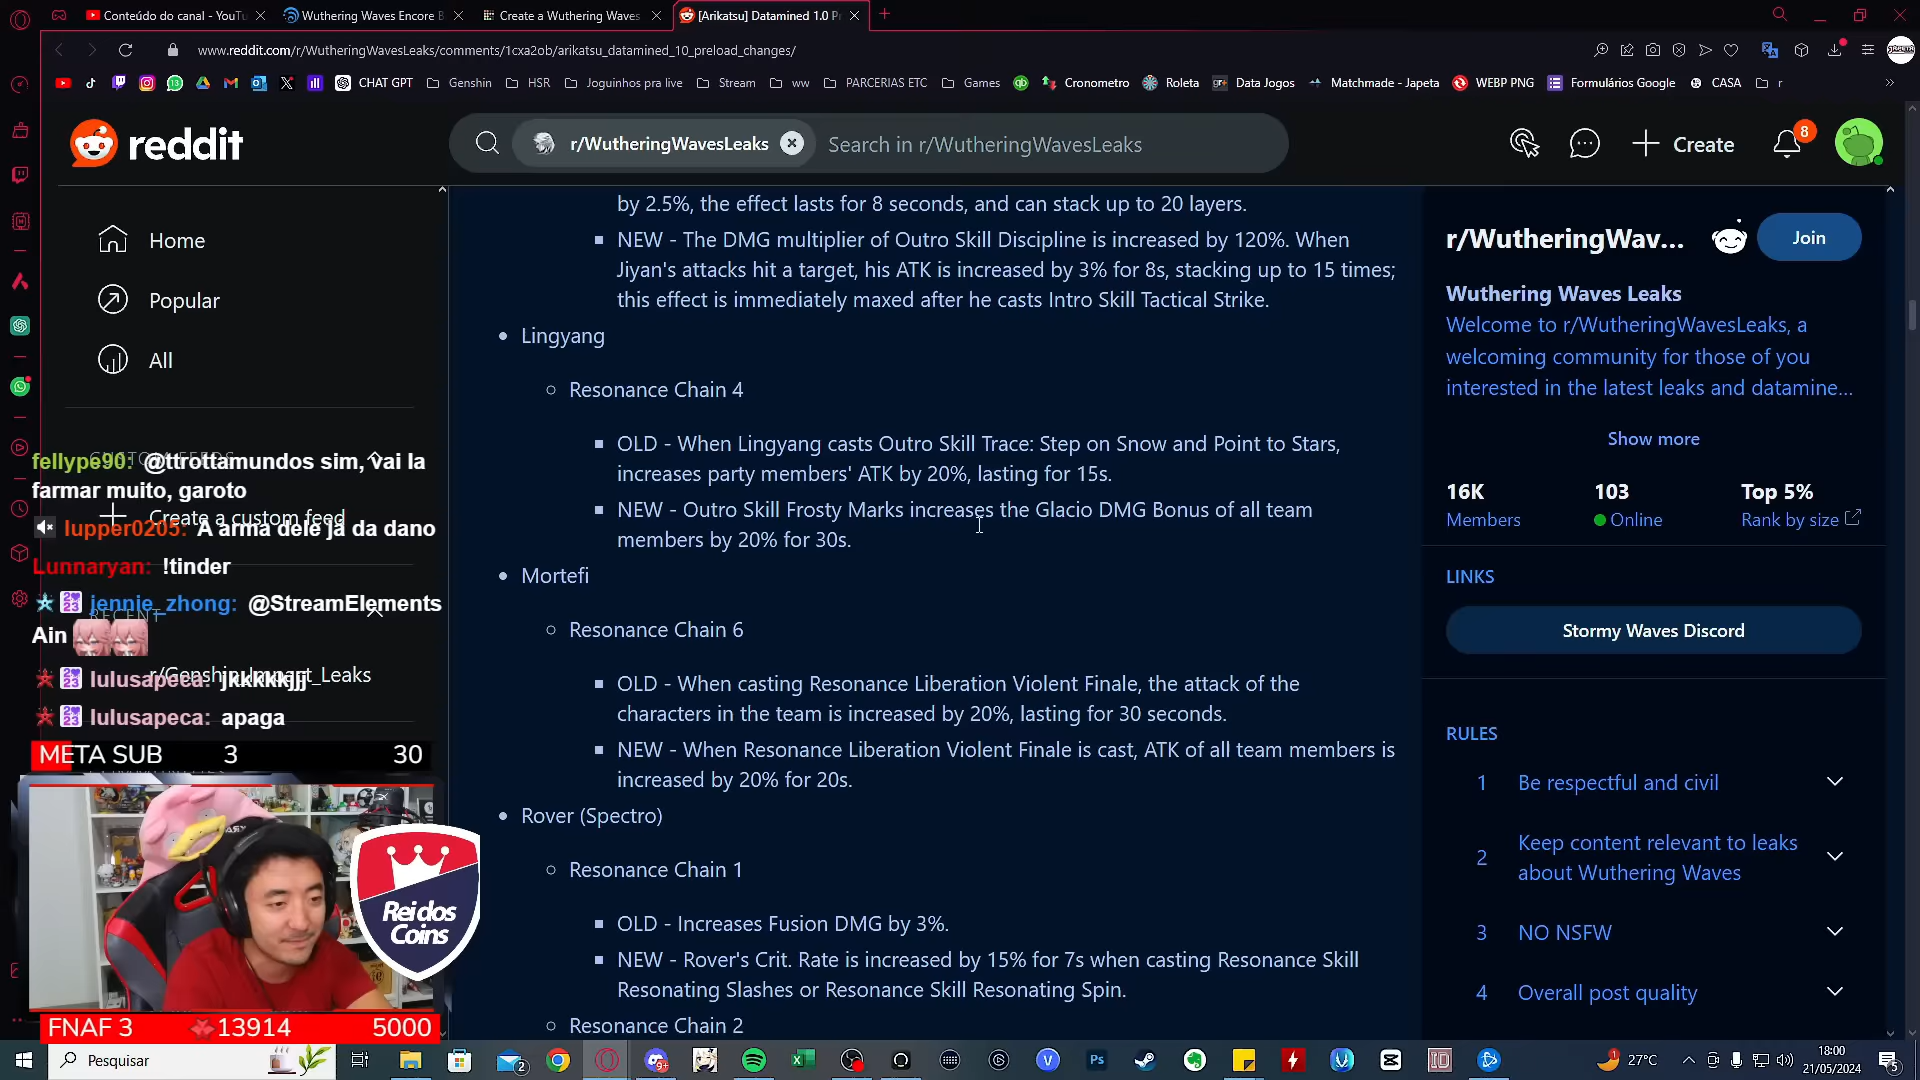 Conteúdo do canal - YouTu
Wuthering Waves Encore B
Create a Wuthering Waves
[Arikatsu] Datamined 1.0 P
www.reddit.com/r/WutheringWavesLeaks/comments/1cxa2ob/arikatsu_datamined_10_preload_changes/
CHAT GPT
Genshin
HSR
Joguinhos pra live
Stream
ww
PARCERIAS ETC
Games
Cronometro
Roleta
Data Jogos
Matchmade - Japeta
WEBP PNG
Formulários Google
CASA
r
reddit
r/WutheringWavesLeaks
Search in r/WutheringWavesLeaks
Create
8
Home
Popular
All
Create a custom feed
RECENT
r/Genshin_Impact_Leaks
fellype90: @ttrottamundos sim, vai la
farmar muito, garoto
lupper0205: A arma dele já da dano
Lunnaryan: !tinder
jennie_zhong: @StreamElements
Ain
lulusapeca: jkkkkjjj
lulusapeca: apaga
META SUB 3 30
Rei dos
Coins
FNAF 3 13914 5000
by 2.5%, the effect lasts for 8 seconds, and can stack up to 20 layers.
NEW - The DMG multiplier of Outro Skill Discipline is increased by 120%. When
Jiyan's attacks hit a target, his ATK is increased by 3% for 8s, stacking up to 15 times;
this effect is immediately maxed after he casts Intro Skill Tactical Strike.
Lingyang
Resonance Chain 4
OLD - When Lingyang casts Outro Skill Trace: Step on Snow and Point to Stars,
increases party members' ATK by 20%, lasting for 15s.
NEW - Outro Skill Frosty Marks increases the Glacio DMG Bonus of all team
members by 20% for 30s.
Mortefi
Resonance Chain 6
OLD - When casting Resonance Liberation Violent Finale, the attack of the
characters in the team is increased by 20%, lasting for 30 seconds.
NEW - When Resonance Liberation Violent Finale is cast, ATK of all team members is
increased by 20% for 20s.
Rover (Spectro)
Resonance Chain 1
OLD - Increases Fusion DMG by 3%.
NEW - Rover's Crit. Rate is increased by 15% for 7s when casting Resonance Skill
Resonating Slashes or Resonance Skill Resonating Spin.
Resonance Chain 2
r/WutheringWav...
Join
Wuthering Waves Leaks
Welcome to r/WutheringWavesLeaks, a
welcoming community for those of you
interested in the latest leaks and datamine...
Show more
16K 103 Top 5%
Members Online Rank by size
LINKS
Stormy Waves Discord
RULES
1 Be respectful and civil
2 Keep content relevant to leaks
about Wuthering Waves
3 NO NSFW
4 Overall post quality
Pesquisar
27°C
18:00
21/05/2024